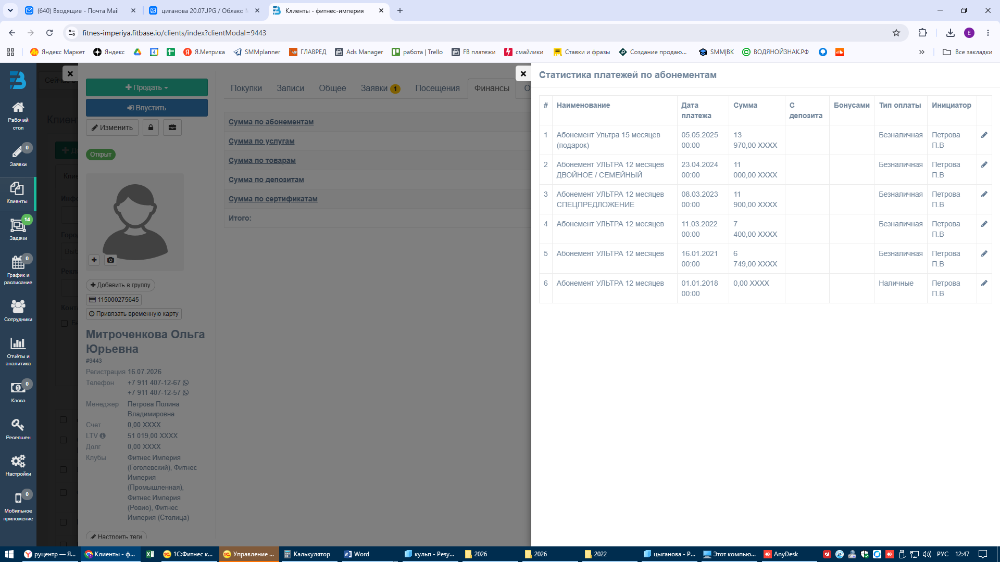 (640) Входящие - Почта Mail
циганова 20.07.JPG / Облако
Клиенты - фитнес-империя
fitnes-imperiya.fitbase.io/clients/index?clientModal=9443
Яндекс Маркет
Яндекс
Я.Метрика
SMMplanner
ГЛАВРЕД
Ads Manager
работа | Trello
FB платежи
смайлики
Ставки и фразы
Создание продаю...
SMM|ВК
ВОДЯНОЙЗНАК.РФ
Все закладки
Рабочий
стол
0
Заявки
Клиенты
14
Задачи
0
График и
расписание
Сотрудники
Отчёты и
аналитика
0
Касса
Ресепшен
Настройки
0
Мобильное
приложение
Продать
Впустить
Изменить
Открыт
Добавить в группу
115000275645
Привязать временную карту
Митроченкова Ольга
Юрьевна
#9443
Регистрация 16.07.2026
Телефон +7 911 407-12-67
+7 911 407-12-57
Менеджер Петрова Полина
Владимировна
Счет 0,00 XXXX
LTV 51 019,00 XXXX
Долг 0,00 XXXX
Клубы Фитнес Империя
(Гоголевский), Фитнес
Империя
(Промышленная),
Фитнес Империя
(Ровио), Фитнес
Империя (Столица)
Настроить теги
Покупки Записи Общее Заявки 1 Посещения Финансы
Сумма по абонементам
Сумма по услугам
Сумма по товарам
Сумма по депозитам
Сумма по сертификатам
Итого:
Статистика платежей по абонементам
# Наименование Дата платежа Сумма С депозита Бонусами Тип оплаты Инициатор
1 Абонемент Ультра 15 месяцев (подарок) 05.05.2025 00:00 13 970,00 XXXX Безналичная Петрова П.В
2 Абонемент УЛЬТРА 12 месяцев ДВОЙНОЕ / СЕМЕЙНЫЙ 23.04.2024 00:00 11 000,00 XXXX Безналичная Петрова П.В
3 Абонемент УЛЬТРА 12 месяцев СПЕЦПРЕДЛОЖЕНИЕ 08.03.2023 00:00 11 900,00 XXXX Безналичная Петрова П.В
4 Абонемент УЛЬТРА 12 месяцев 11.03.2022 00:00 7 400,00 XXXX Безналичная Петрова П.В
5 Абонемент УЛЬТРА 12 месяцев 16.01.2021 00:00 6 749,00 XXXX Безналичная Петрова П.В
6 Абонемент УЛЬТРА 12 месяцев 01.01.2018 00:00 0,00 XXXX Наличные Петрова П.В
руцентр — Я...
Клиенты - ф...
1С:Фитнес к...
Управление ...
Калькулятор
Word
кульп - Резу...
2026
2026
2022
цыганова - Р...
Этот компью...
AnyDesk
РУС
12:47